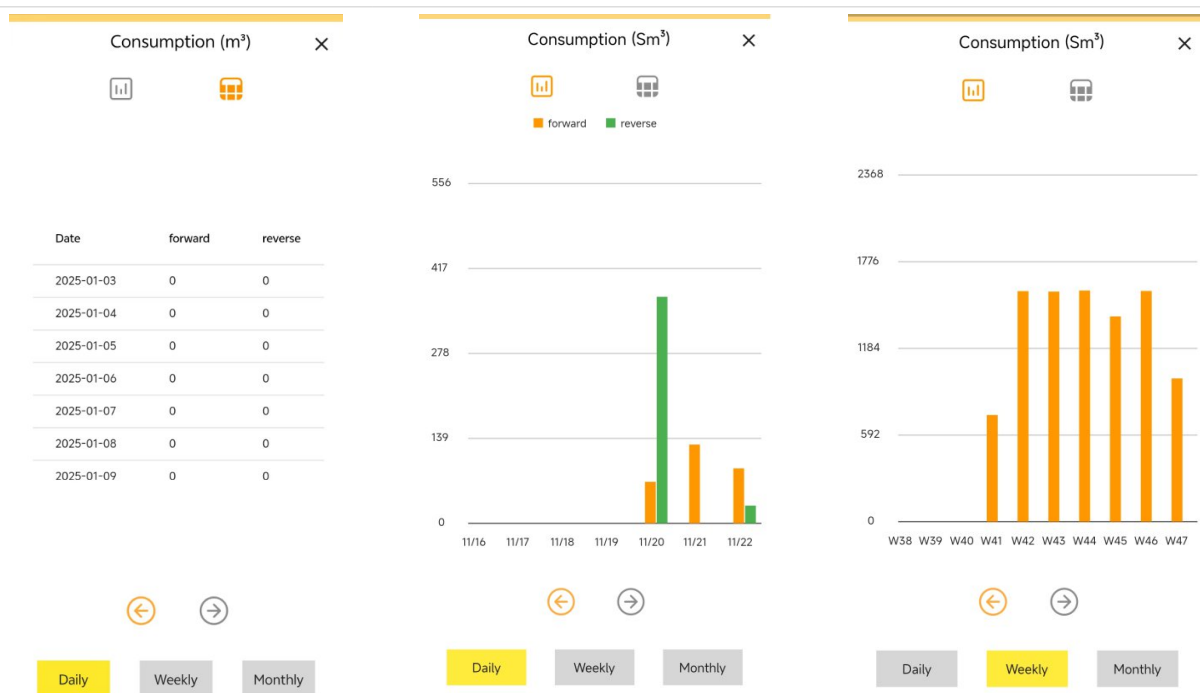 Consumption (m³)
Date forward reverse
2025-01-03 0 0
2025-01-04 0 0
2025-01-05 0 0
2025-01-06 0 0
2025-01-07 0 0
2025-01-08 0 0
2025-01-09 0 0
Daily Weekly Monthly
Consumption (Sm³)
forward reverse
556
417
278
139
0
11/16 11/17 11/18 11/19 11/20 11/21 11/22
Daily Weekly Monthly
Consumption (Sm³)
2368
1776
1184
592
0
W38 W39 W40 W41 W42 W43 W44 W45 W46 W47
Daily Weekly Monthly